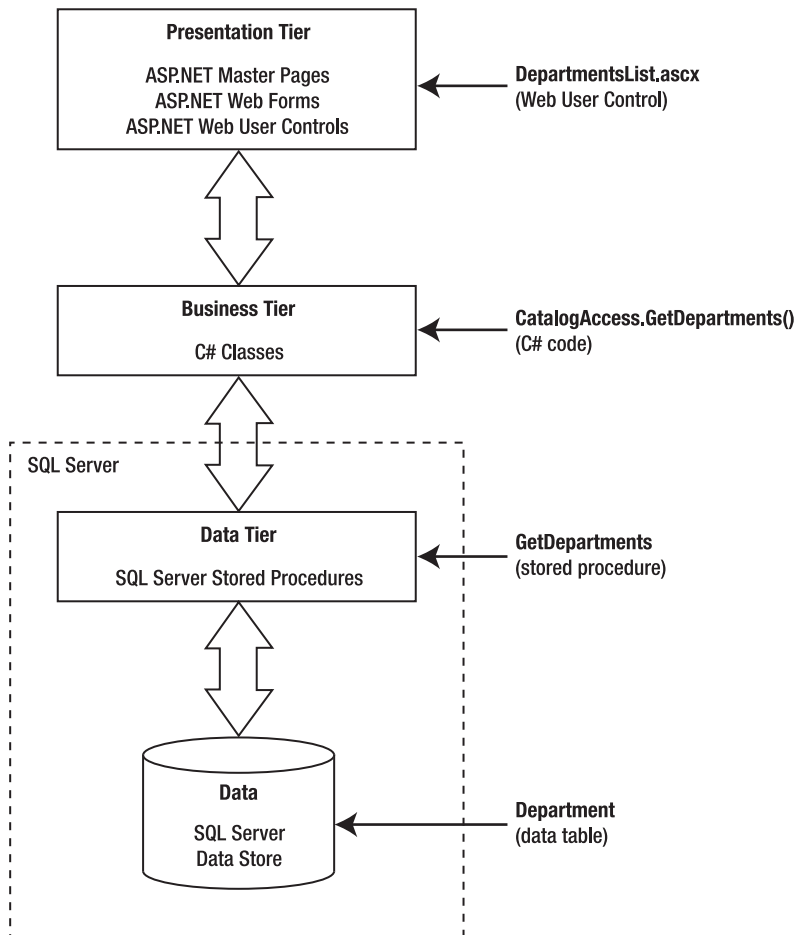 Presentation Tier
ASP.NET Master Pages
ASP.NET Web Forms
ASP.NET Web User Controls
DepartmentsList.ascx
(Web User Control)
Business Tier
C# Classes
CatalogAccess.GetDepartments()
(C# code)
SQL Server
Data Tier
SQL Server Stored Procedures
GetDepartments
(stored procedure)
Data
SQL Server
Data Store
Department
(data table)